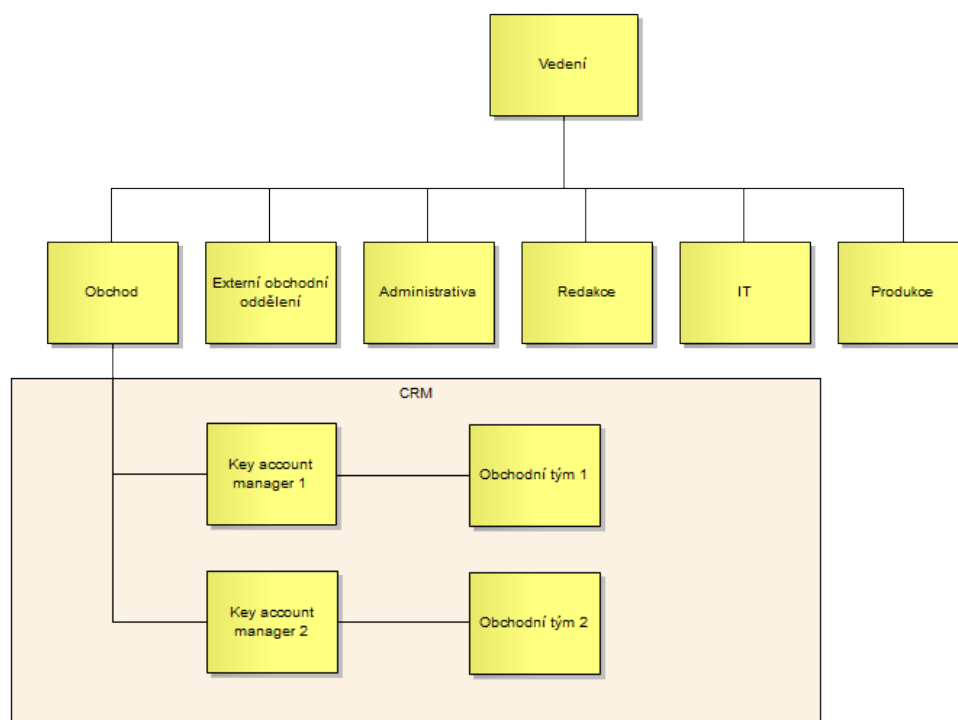 Vedení
Obchod
Externí obchodní
oddělení
Administrativa
Redakce
IT
Produkce
CRM
Key account
manager 1
Obchodní tým 1
Key account
manager 2
Obchodní tým 2